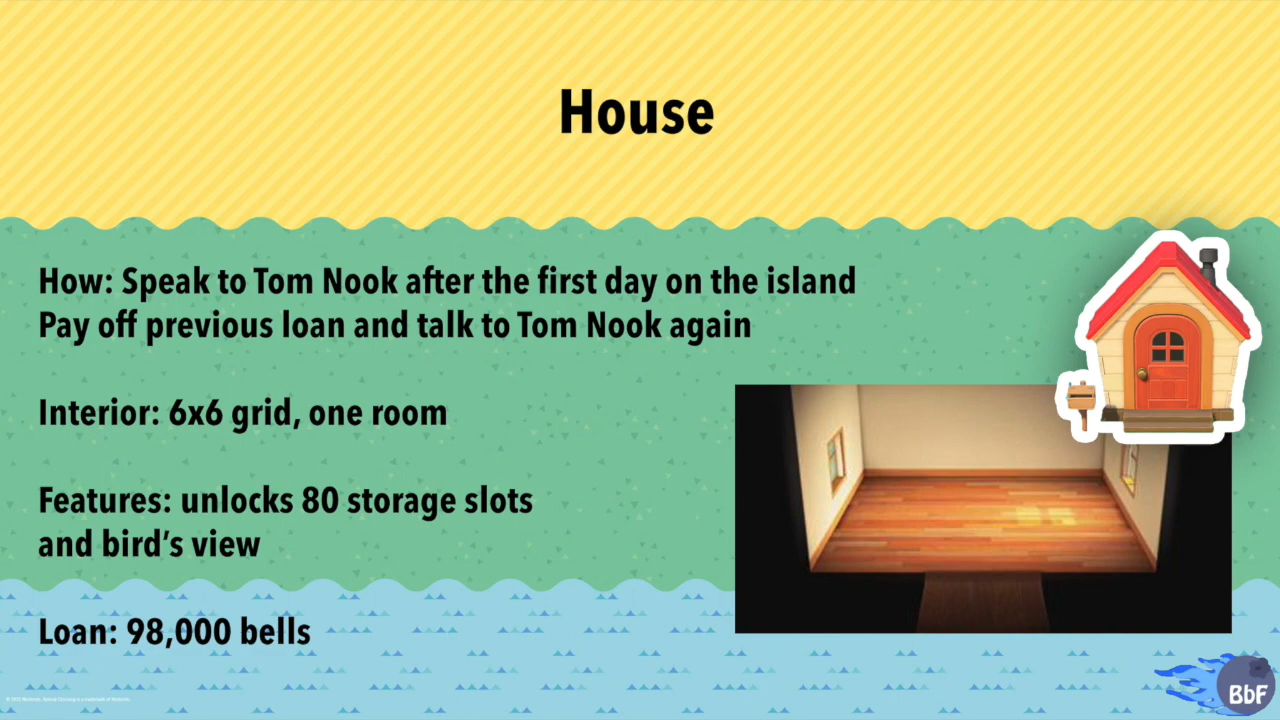 House
How: Speak to Tom Nook after the first day on the island
Pay off previous loan and talk to Tom Nook again
Interior: 6x6 grid, one room
Features: unlocks 80 storage slots
and bird’s view
Loan: 98,000 bells
BbF